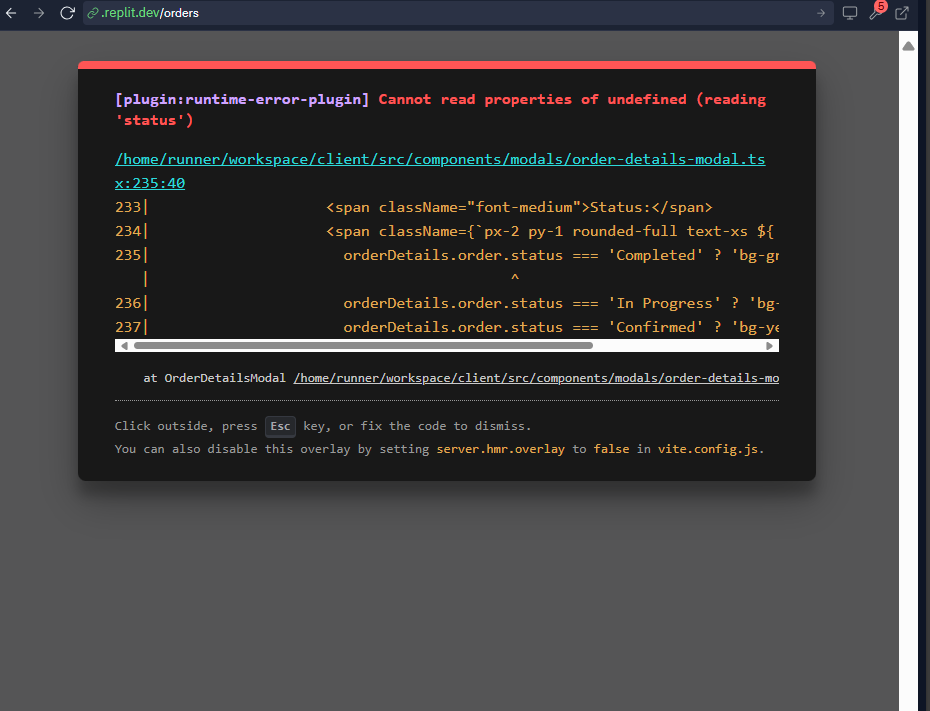 .replit.dev/orders
5
[plugin:runtime-error-plugin] Cannot read properties of undefined (reading
'status')
/home/runner/workspace/client/src/components/modals/order-details-modal.ts
x:235:40
233|                     <span className="font-medium">Status:</span>
234|                     <span className={`px-2 py-1 rounded-full text-xs ${
235|                       orderDetails.order.status === 'Completed' ? 'bg-gr
   |                                          ^
236|                       orderDetails.order.status === 'In Progress' ? 'bg-
237|                       orderDetails.order.status === 'Confirmed' ? 'bg-ye
at OrderDetailsModal /home/runner/workspace/client/src/components/modals/order-details-mo
Click outside, press Esc key, or fix the code to dismiss.
You can also disable this overlay by setting server.hmr.overlay to false in vite.config.js.